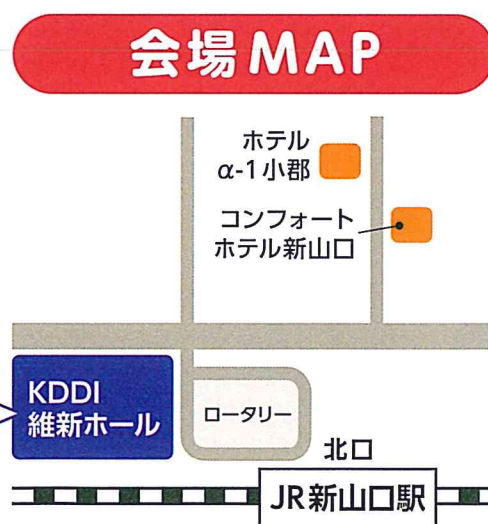 会場MAP
ホテル
α-1小郡
コンフォート
ホテル新山口
KDDI
維新ホール
ロータリー
北口
JR新山口駅